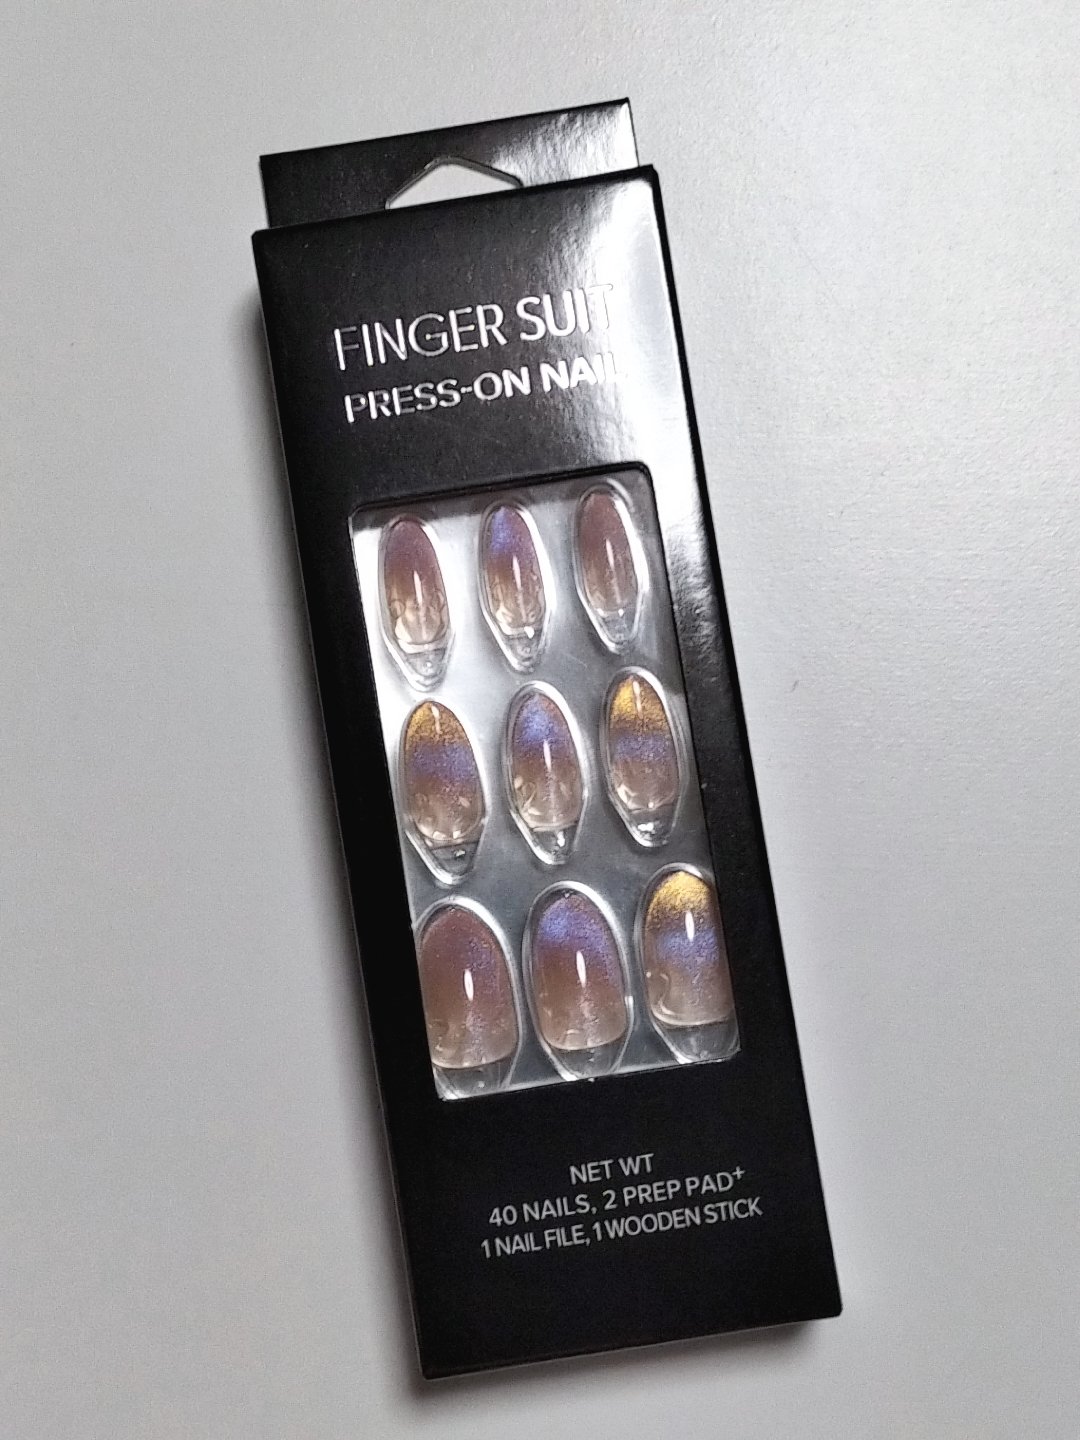 FINGER SUIT
PRESS-ON NAIL
NET WT
40 NAILS, 2 PREP PAD+
1 NAIL FILE, 1 WOODEN STICK